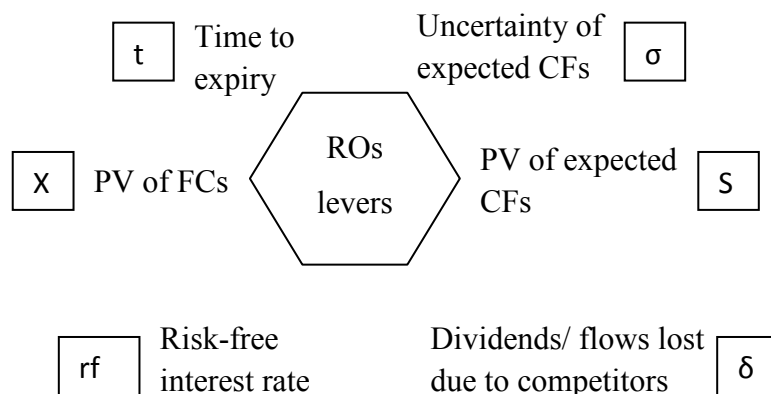 t
Time to
expiry
Uncertainty of
expected CFs
σ
X
PV of FCs
ROs
levers
PV of expected
CFs
S
rf
Risk-free
interest rate
Dividends/ flows lost
due to competitors
δ